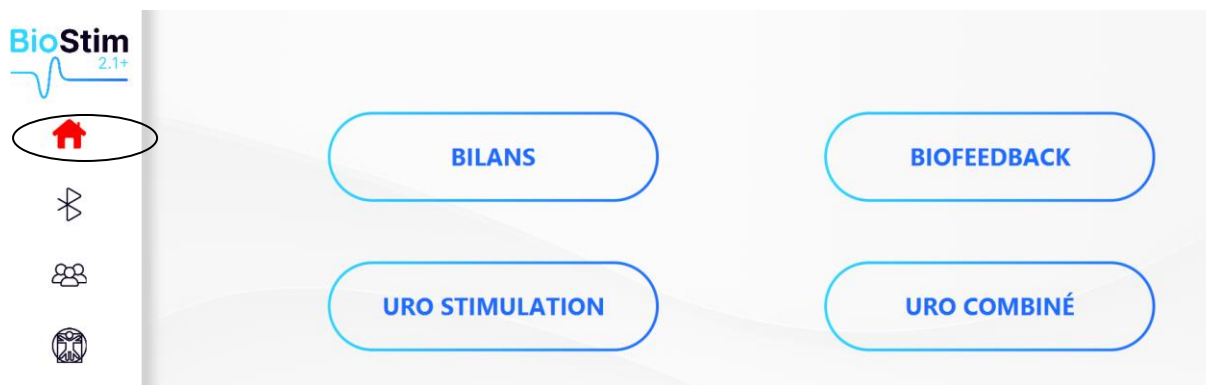 BioStim
2.1+
BILANS
BIOFEEDBACK
URO STIMULATION
URO COMBINÉ